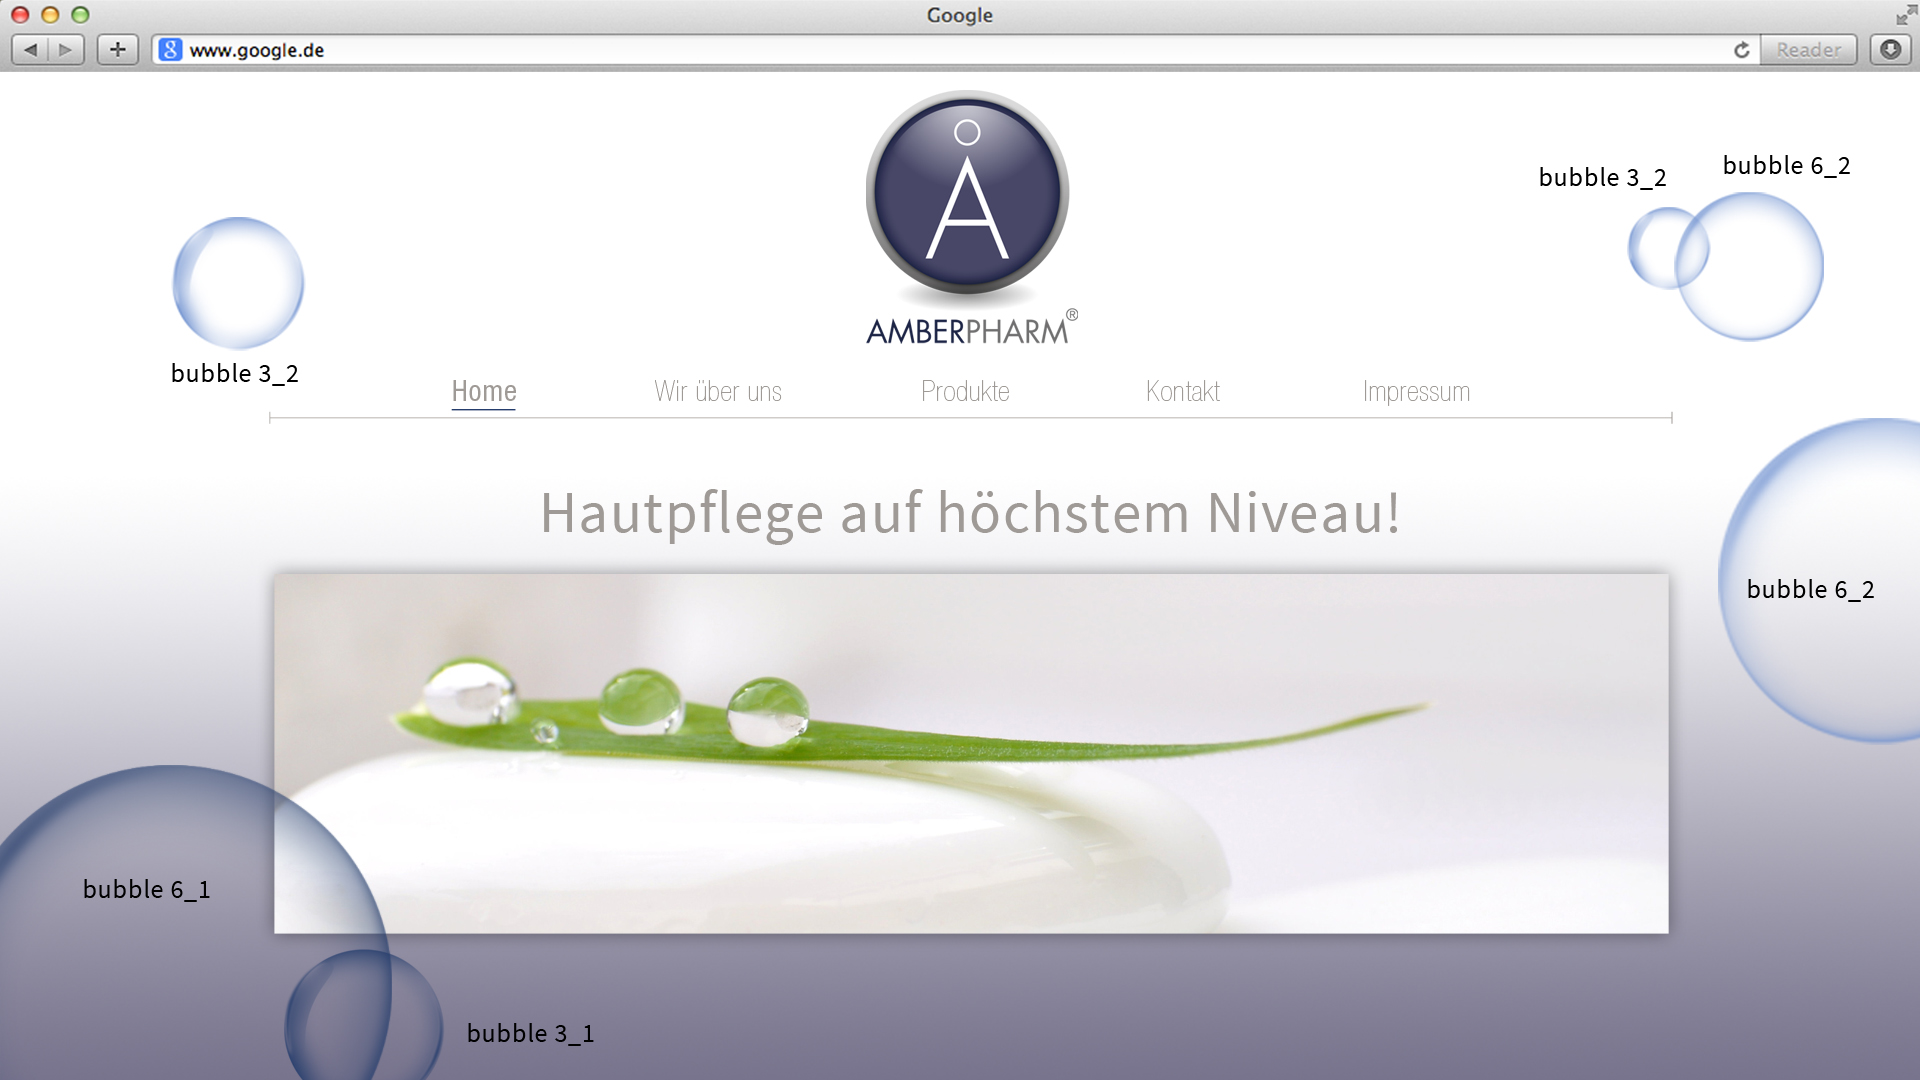 Google
8 www.google.de
Reader
Å
AMBERPHARM®
bubble 3_2
bubble 6_2
bubble 3_2
Home Wir über uns Produkte Kontakt Impressum
Hautpflege auf höchstem Niveau!
bubble 6_2
bubble 6_1
bubble 3_1